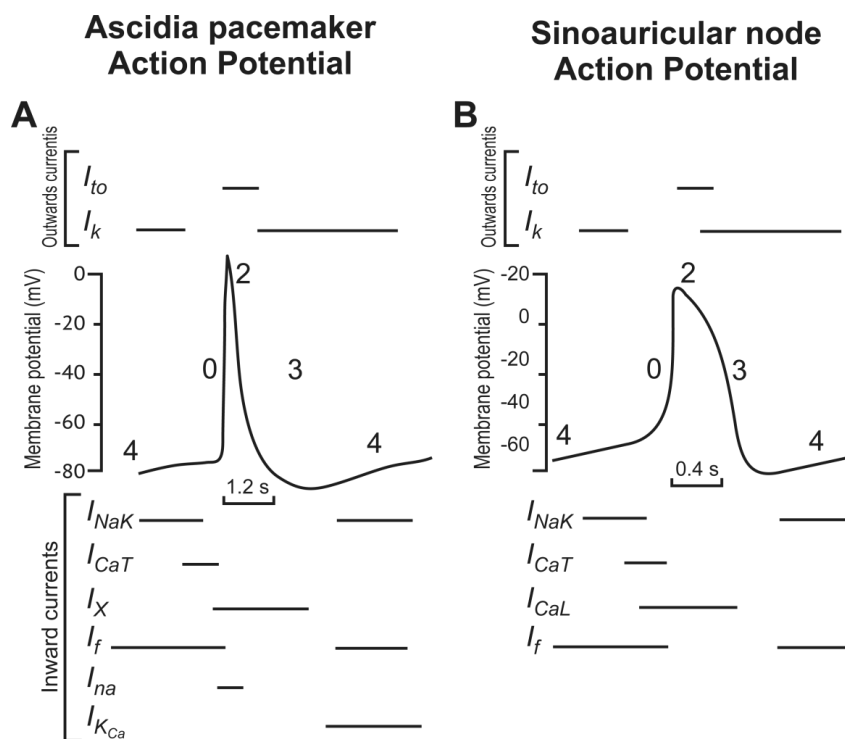 Ascidia pacemaker
Action Potential
Sinoauricular node
Action Potential
A
Outwards currentis
I_to
I_k
Membrane potential (mV)
0
-20
-40
-60
-80
4
0
2
3
4
1.2 s
Inward currents
I_NaK
I_CaT
I_X
I_f
I_na
I_KCa
B
Outwards currentis
I_to
I_k
Membrane potential (mV)
-20
0
-20
-40
-60
4
0
2
3
4
0.4 s
I_NaK
I_CaT
I_CaL
I_f